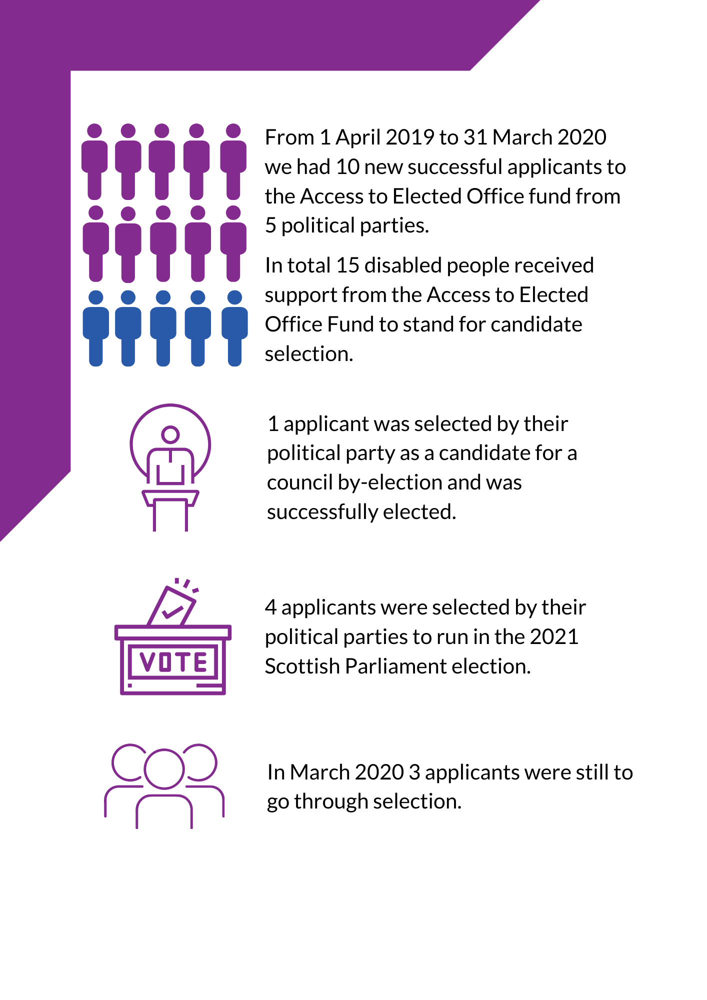 From 1 April 2019 to 31 March 2020
we had 10 new successful applicants to
the Access to Elected Office fund from
5 political parties.
In total 15 disabled people received
support from the Access to Elected
Office Fund to stand for candidate
selection.
1 applicant was selected by their
political party as a candidate for a
council by-election and was
successfully elected.
VOTE
4 applicants were selected by their
political parties to run in the 2021
Scottish Parliament election.
In March 2020 3 applicants were still to
go through selection.